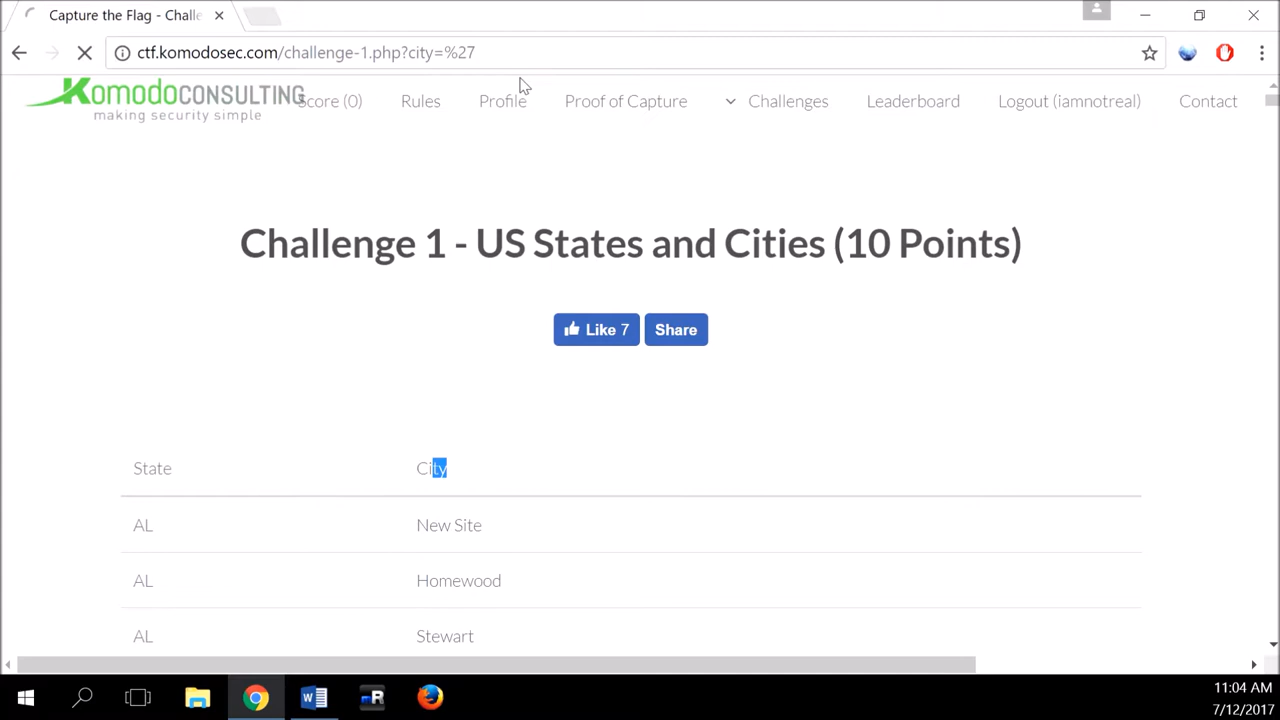 Capture the Flag - Challe
ctf.komodosec.com/challenge-1.php?city=%27
KomodoCONSULTING
making security simple
Score (0) Rules Profile Proof of Capture Challenges Leaderboard Logout (iamnotreal) Contact
Challenge 1 - US States and Cities (10 Points)
Like 7 Share
State City
AL New Site
AL Homewood
AL Stewart
11:04 AM
7/12/2017